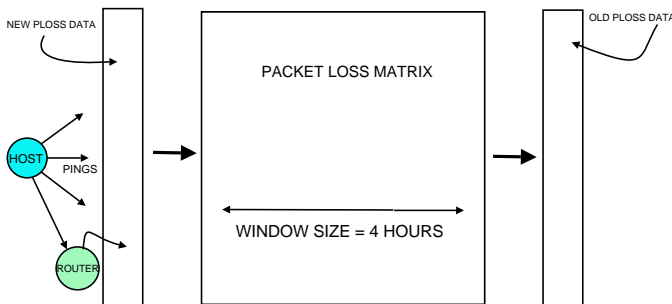 NEW PLOSS DATA
OLD PLOSS DATA
PACKET LOSS MATRIX
HOST
PINGS
WINDOW SIZE = 4 HOURS
ROUTER